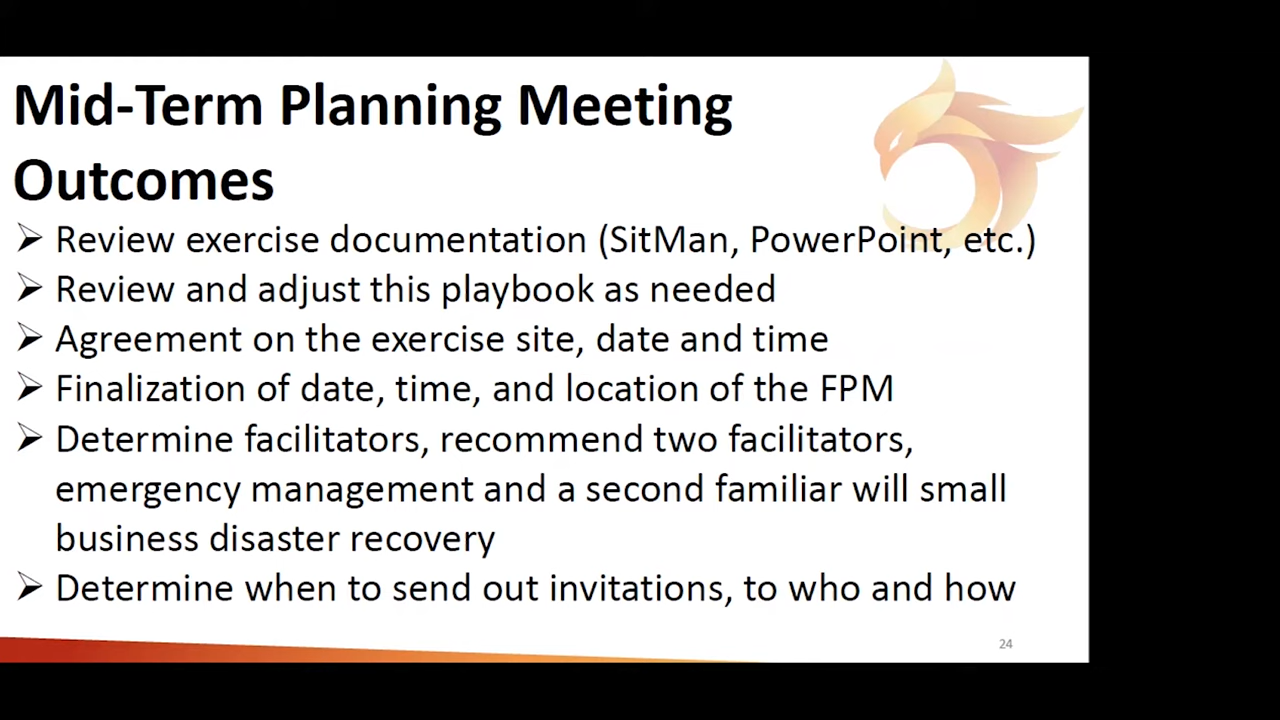 Mid-Term Planning Meeting
Outcomes
➢ Review exercise documentation (SitMan, PowerPoint, etc.)
➢ Review and adjust this playbook as needed
➢ Agreement on the exercise site, date and time
➢ Finalization of date, time, and location of the FPM
➢ Determine facilitators, recommend two facilitators,
emergency management and a second familiar will small
business disaster recovery
➢ Determine when to send out invitations, to who and how
24